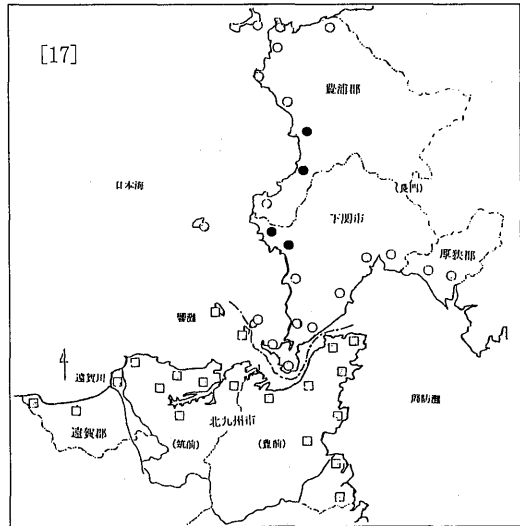 [17]
豊浦郡
日本海
(長門)
下関市
厚狭郡
響灘
遠賀川
周防灘
北九州市
遠賀郡
(筑前)
(豊前)